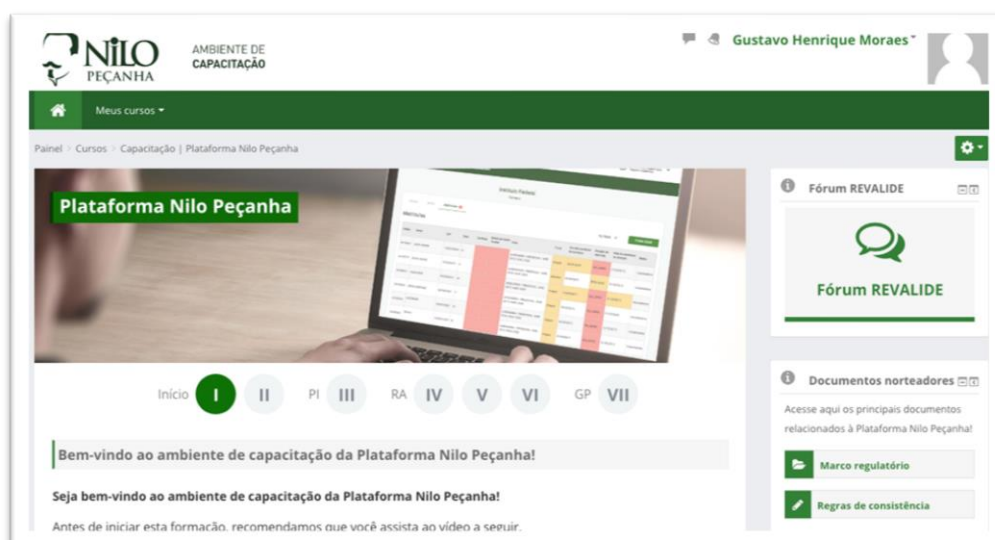 NILO
PEÇANHA
AMBIENTE DE
CAPACITAÇÃO
Gustavo Henrique Moraes
Meus cursos
Painel > Cursos > Capacitação | Plataforma Nilo Peçanha
Plataforma Nilo Peçanha
Início I II PI III RA IV V VI GP VII
Bem-vindo ao ambiente de capacitação da Plataforma Nilo Peçanha!
Seja bem-vindo ao ambiente de capacitação da Plataforma Nilo Peçanha!
Antes de iniciar esta formação, recomendamos que você assista ao vídeo a seguir.
Fórum REVALIDE
Fórum REVALIDE
Documentos norteadores
Acesse aqui os principais documentos
relacionados à Plataforma Nilo Peçanha!
Marco regulatório
Regras de consistência